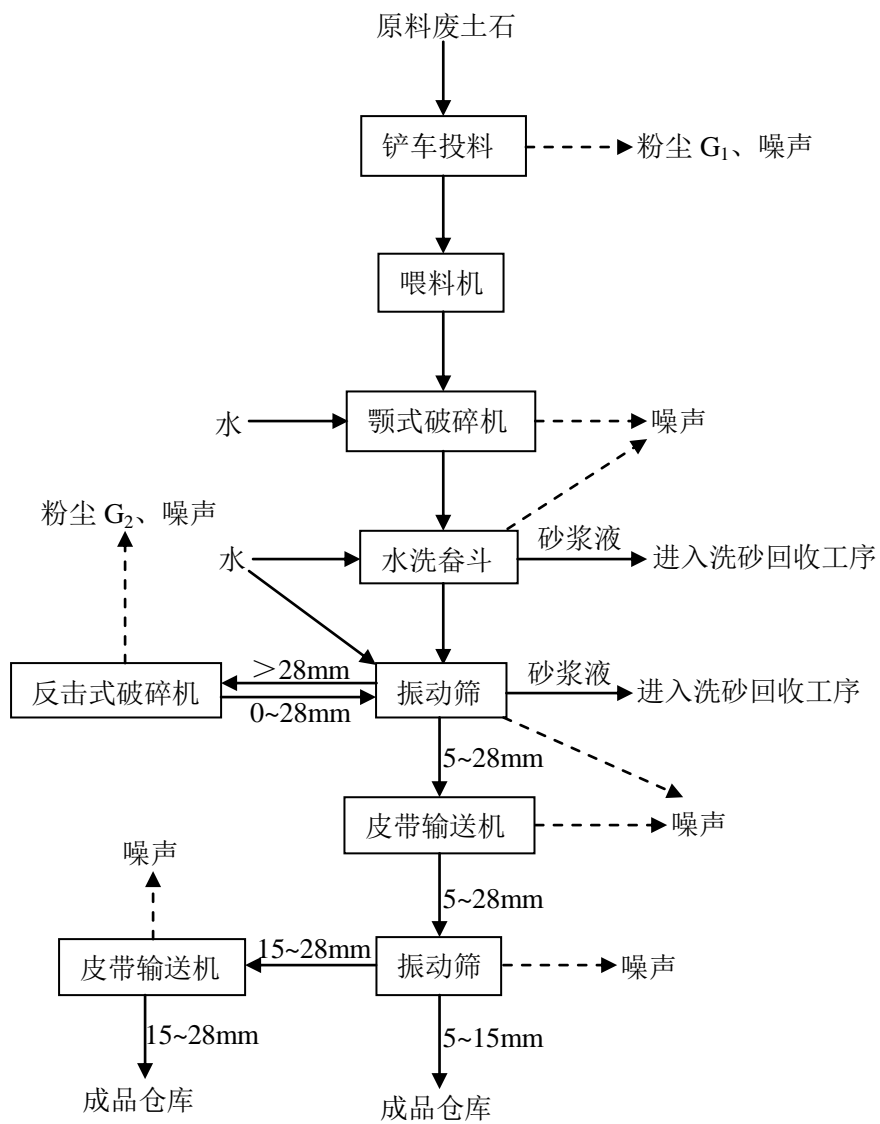 原料废土石
铲车投料
粉尘 G₁、噪声
喂料机
水
颚式破碎机
噪声
粉尘 G₂、噪声
水
水洗畚斗
砂浆液
进入洗砂回收工序
反击式破碎机
＞28mm
0~28mm
振动筛
砂浆液
进入洗砂回收工序
5~28mm
皮带输送机
噪声
噪声
5~28mm
皮带输送机
15~28mm
振动筛
噪声
15~28mm
5~15mm
成品仓库
成品仓库